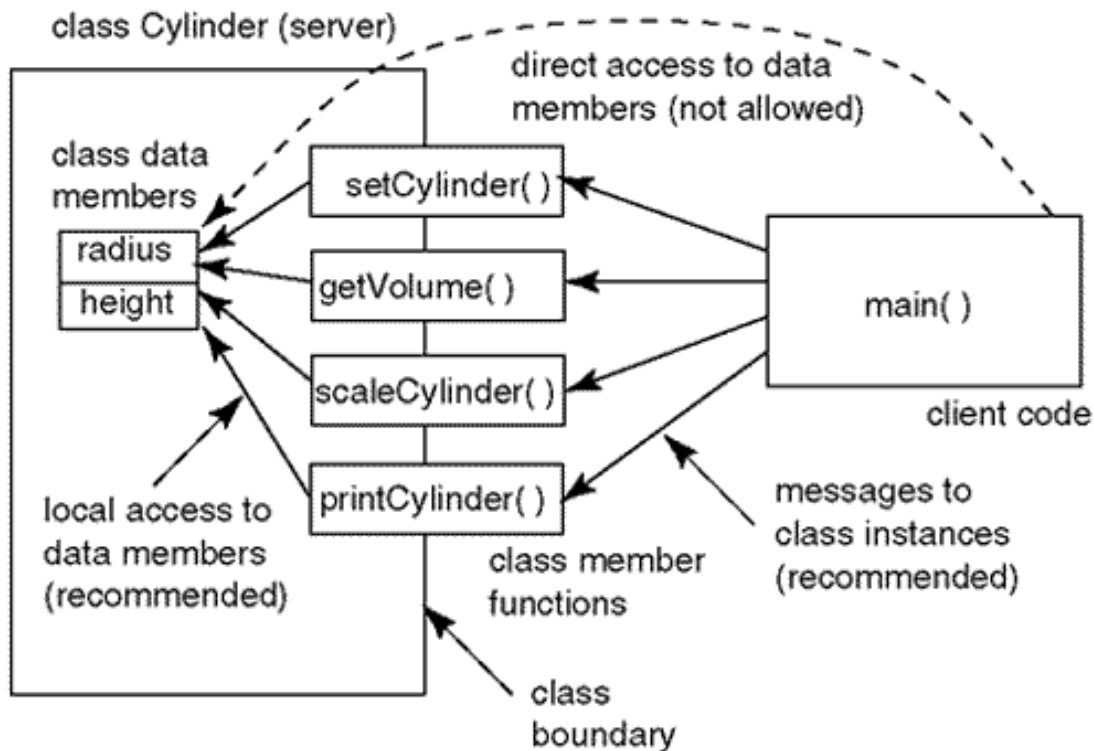 class Cylinder (server)
direct access to data
members (not allowed)
class data
members
radius
height
setCylinder( )
getVolume( )
scaleCylinder( )
printCylinder( )
main( )
client code
local access to
data members
(recommended)
class member
functions
messages to
class instances
(recommended)
class
boundary